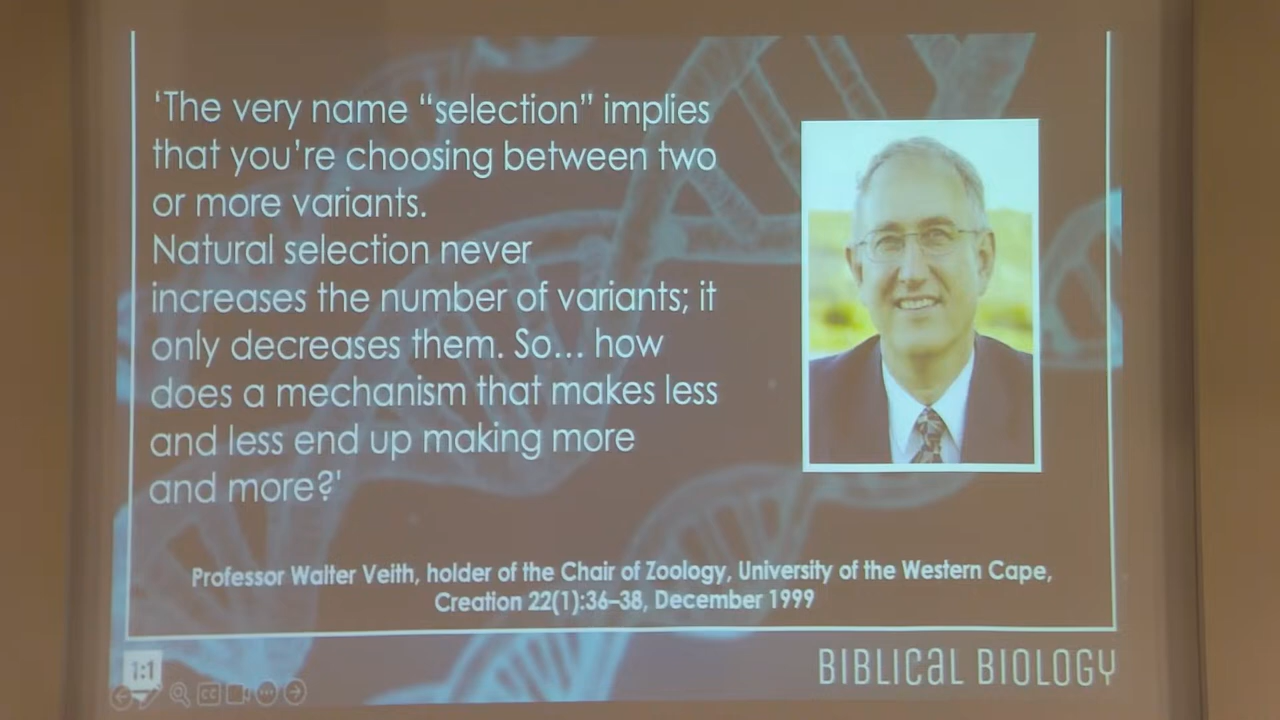 ‘The very name “selection” implies
that you’re choosing between two
or more variants.
Natural selection never
increases the number of variants; it
only decreases them. So... how
does a mechanism that makes less
and less end up making more
and more?'
Professor Walter Veith, holder of the Chair of Zoology, University of the Western Cape,
Creation 22(1):36–38, December 1999
1:1
CC
BIBLICAL BIOLOGY